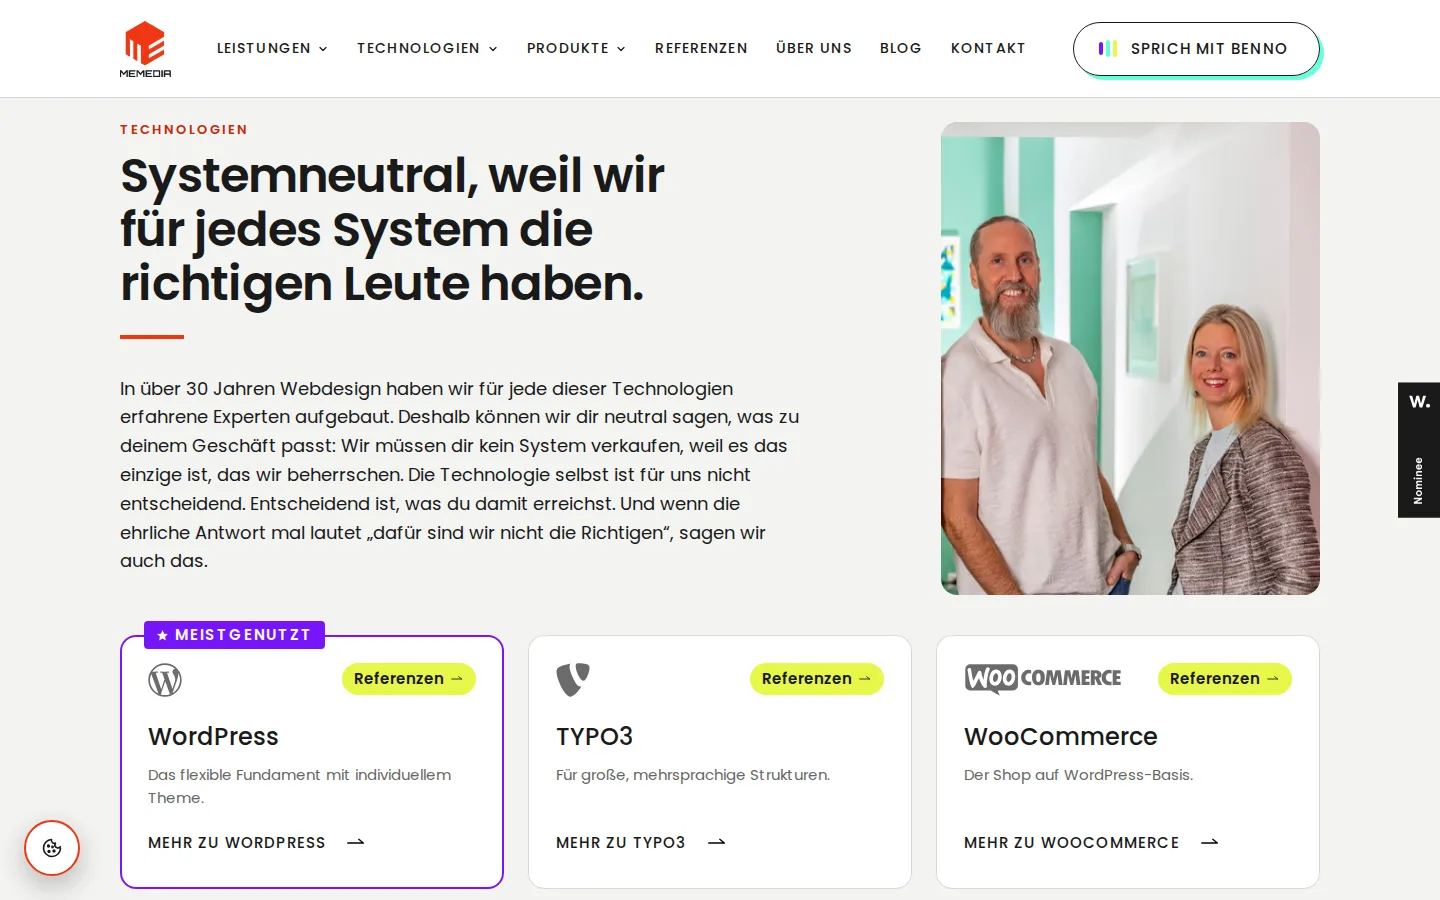 MEMEDIA
LEISTUNGEN
TECHNOLOGIEN
PRODUKTE
REFERENZEN
ÜBER UNS
BLOG
KONTAKT
SPRICH MIT BENNO
TECHNOLOGIEN
Systemneutral, weil wir
für jedes System die
richtigen Leute haben.
In über 30 Jahren Webdesign haben wir für jede dieser Technologien
erfahrene Experten aufgebaut. Deshalb können wir dir neutral sagen, was zu
deinem Geschäft passt: Wir müssen dir kein System verkaufen, weil es das
einzige ist, das wir beherrschen. Die Technologie selbst ist für uns nicht
entscheidend. Entscheidend ist, was du damit erreichst. Und wenn die
ehrliche Antwort mal lautet „dafür sind wir nicht die Richtigen“, sagen wir
auch das.
W.
Nominee
MEISTGENUTZT
Referenzen
WordPress
Das flexible Fundament mit individuellem
Theme.
MEHR ZU WORDPRESS
Referenzen
TYPO3
Für große, mehrsprachige Strukturen.
MEHR ZU TYPO3
WOO COMMERCE
Referenzen
WooCommerce
Der Shop auf WordPress-Basis.
MEHR ZU WOOCOMMERCE